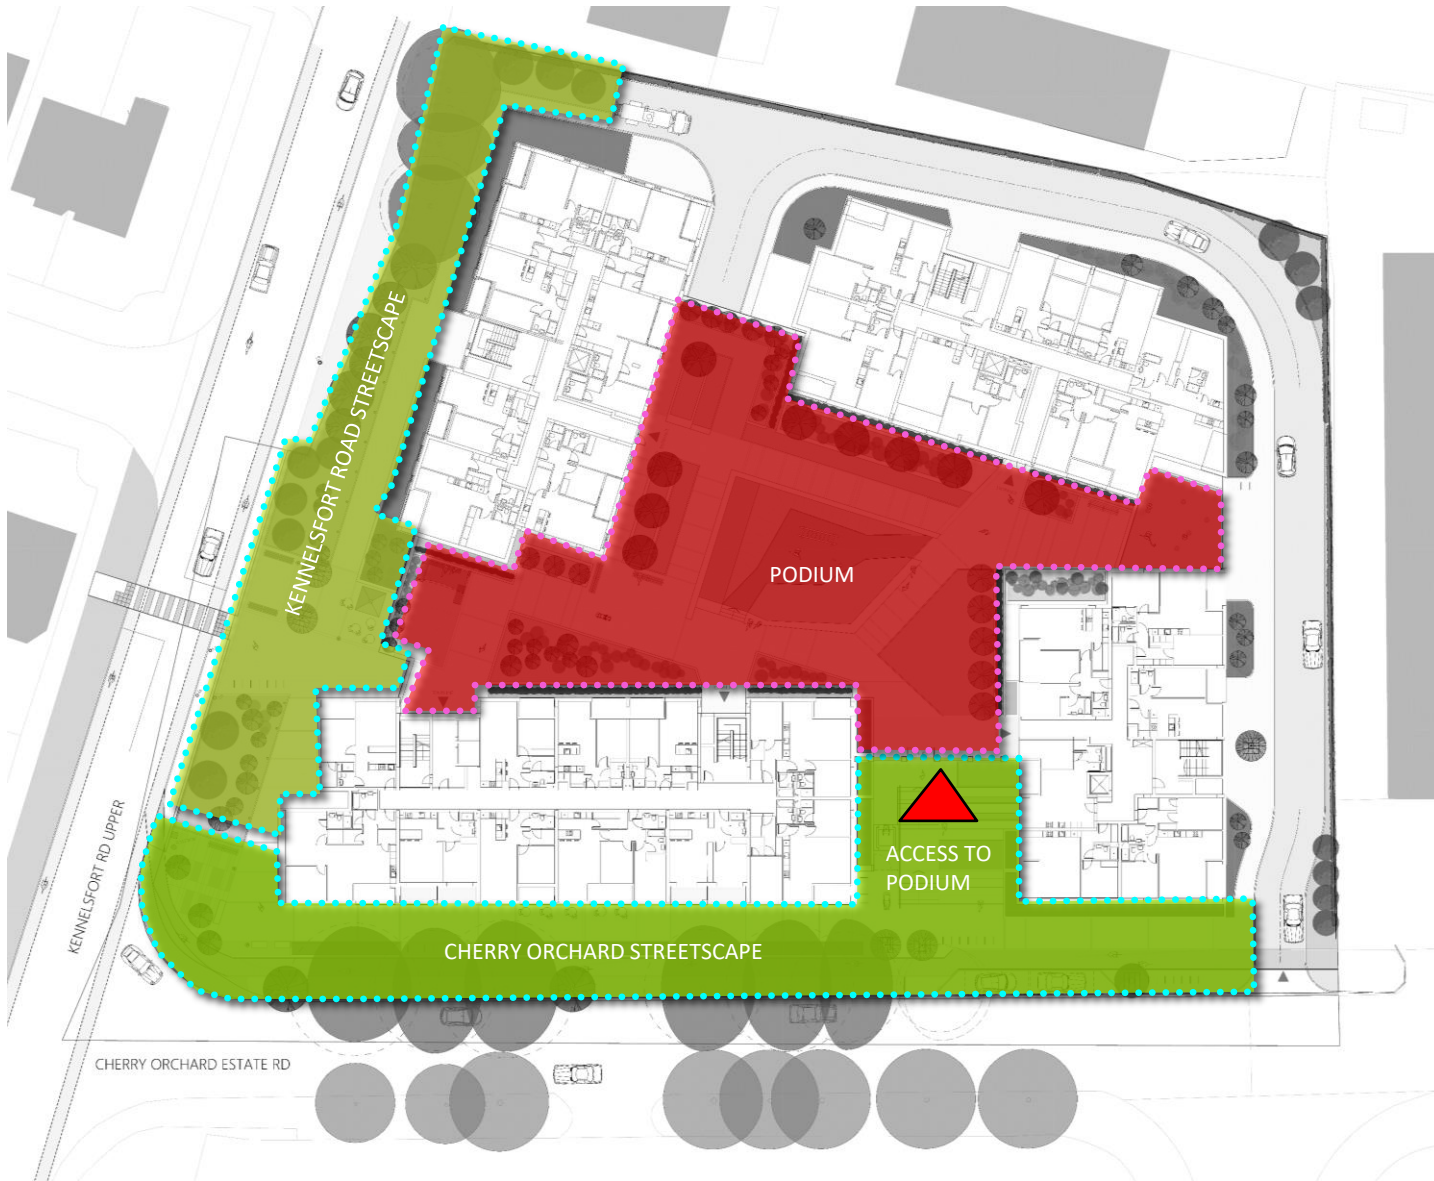 KENNELSFORT ROAD STREETSCAPE
PODIUM
KENNELSFORT RD UPPER
ACCESS TO
PODIUM
CHERRY ORCHARD STREETSCAPE
CHERRY ORCHARD ESTATE RD